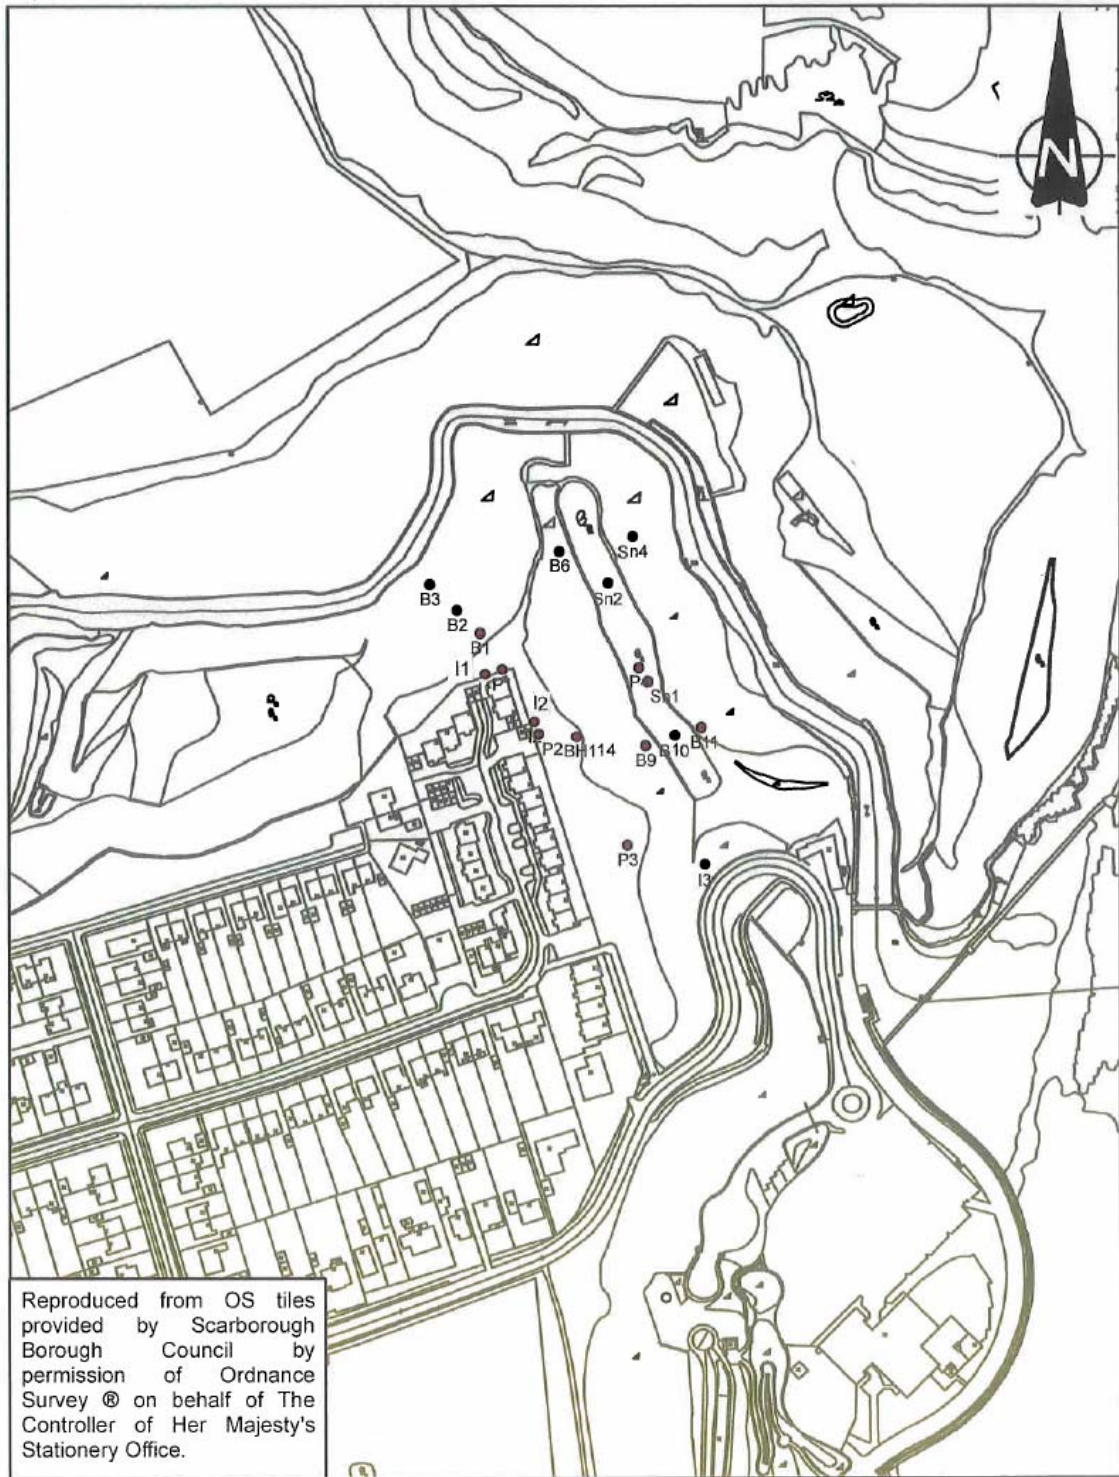 N
Sn4
B6
Sn2
B3
B2
B1
I1
P
P
Sn1
I2
P2
BH114
B9
B10
B11
P3
I3
Reproduced from OS tiles
provided by Scarborough
Borough Council by
permission of Ordnance
Survey ® on behalf of The
Controller of Her Majesty's
Stationery Office.